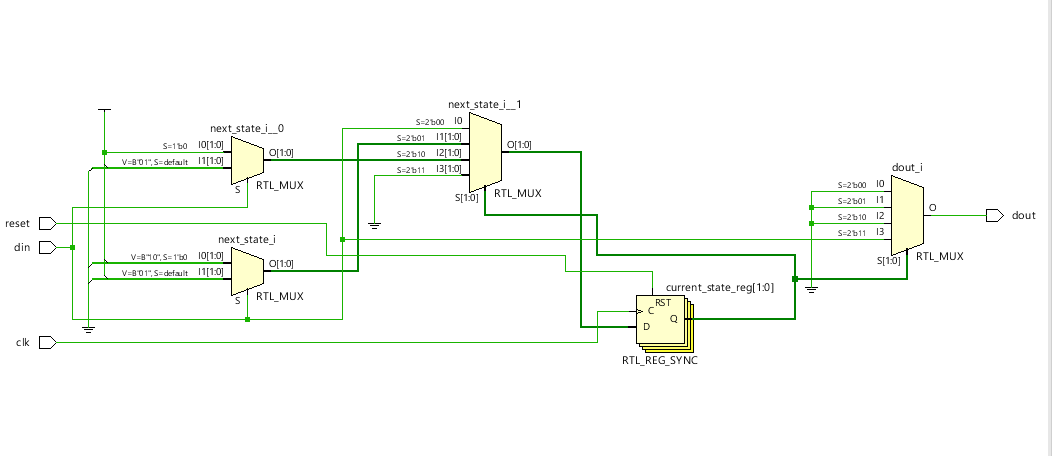 next_state_i__1
S=2'b00 I0
S=2'b01 I1[1:0]
S=2'b10 I2[1:0]
S=2'b11 I3[1:0]
S[1:0]
O[1:0]
RTL_MUX
next_state_i__0
S=1'b0 I0[1:0]
V=B"01", S=default I1[1:0]
S
O[1:0]
RTL_MUX
dout_i
S=2'b00 I0
S=2'b01 I1
S=2'b10 I2
S=2'b11 I3
S[1:0]
O
RTL_MUX
dout
reset
din
next_state_i
V=B"10", S=1'b0 I0[1:0]
V=B"01", S=default I1[1:0]
S
O[1:0]
RTL_MUX
current_state_reg[1:0]
RST
C
Q
D
RTL_REG_SYNC
clk